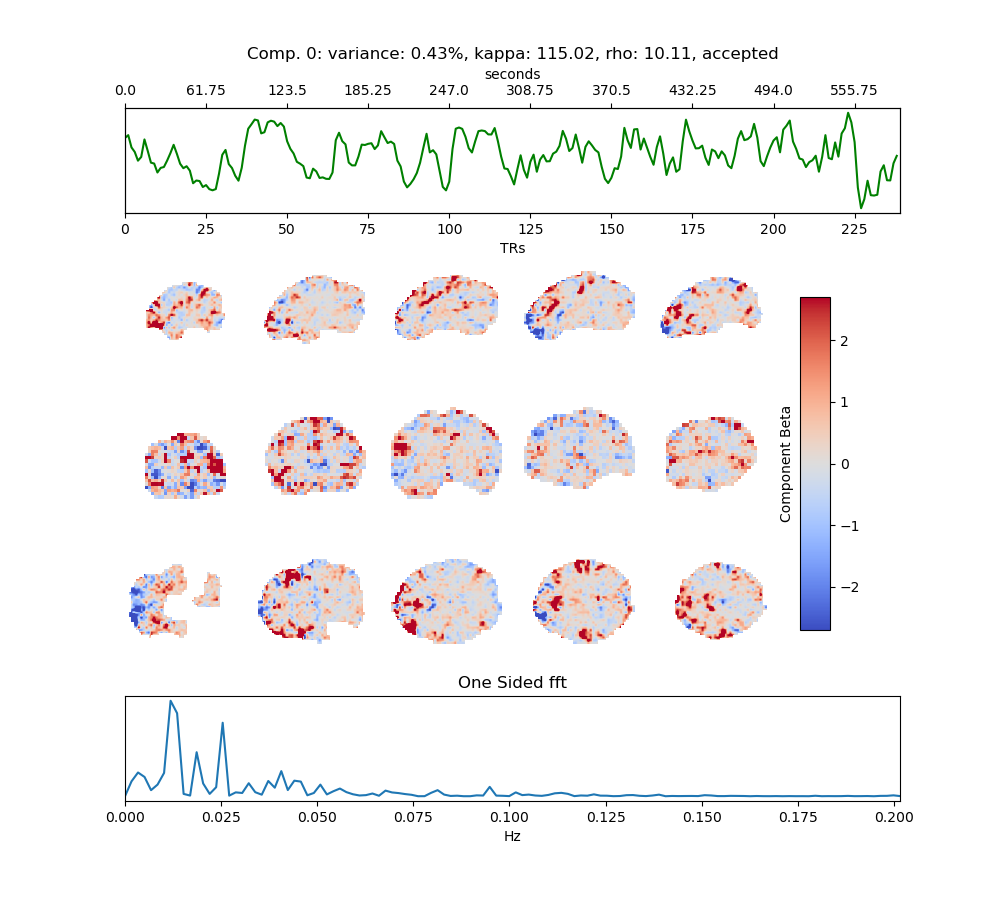 Comp. 0: variance: 0.43%, kappa: 115.02, rho: 10.11, accepted
seconds
0.0 61.75 123.5 185.25 247.0 308.75 370.5 432.25 494.0 555.75
0 25 50 75 100 125 150 175 200 225
TRs
2
1
0
−1
−2
Component Beta
One Sided fft
0.000 0.025 0.050 0.075 0.100 0.125 0.150 0.175 0.200
Hz